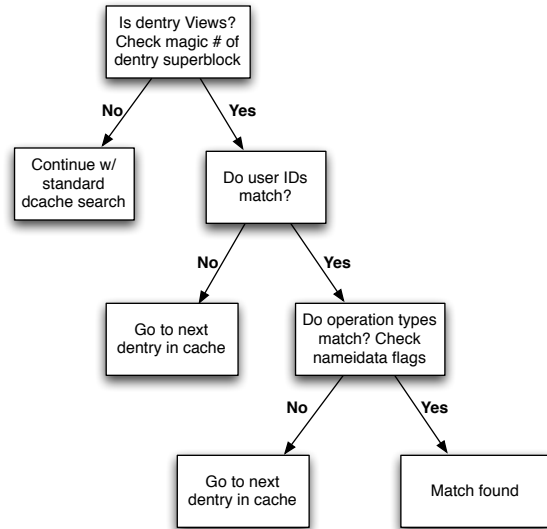 Is dentry Views?
Check magic # of
dentry superblock
No
Yes
Continue w/
standard
dcache search
Do user IDs
match?
No
Yes
Go to next
dentry in cache
Do operation types
match? Check
nameidata flags
No
Yes
Go to next
dentry in cache
Match found